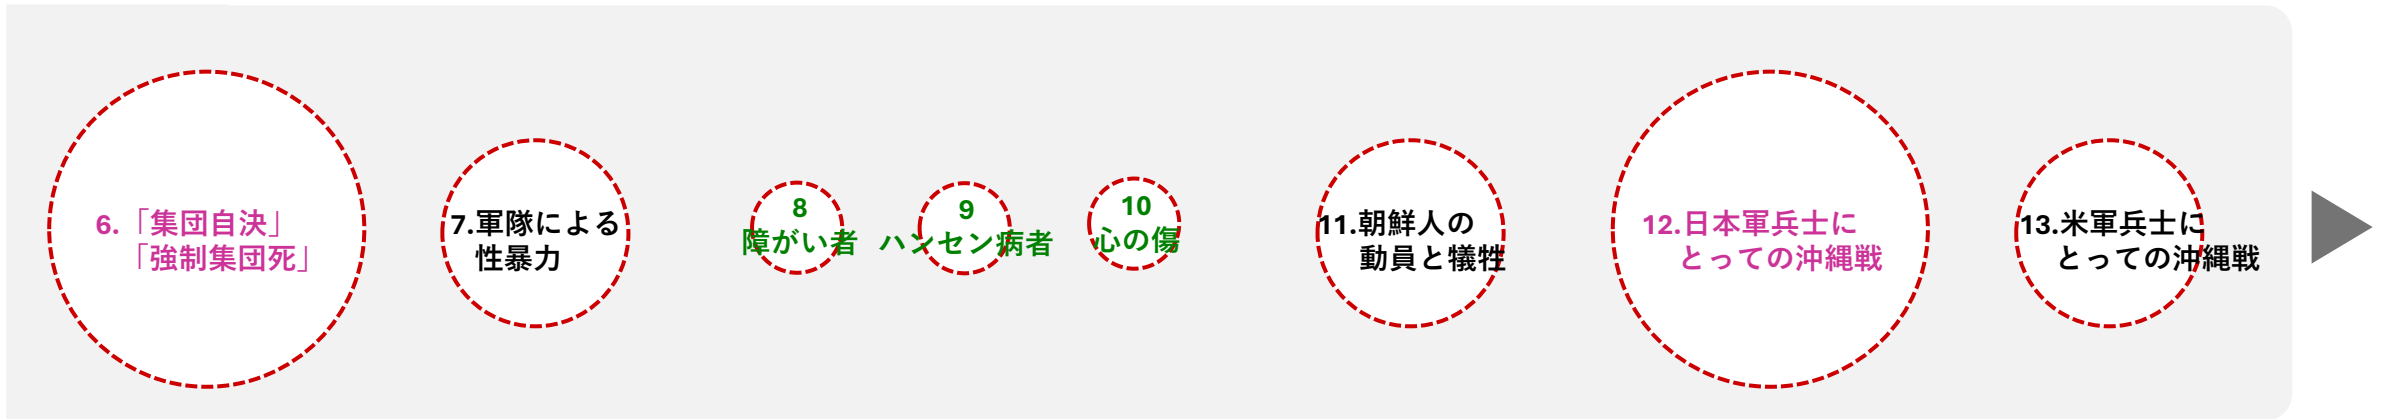 6.「集団自決」
「強制集団死」
7.軍隊による
性暴力
8
障がい者
9
ハンセン病者
10
心の傷
11.朝鮮人の
動員と犠牲
12.日本軍兵士に
とっての沖縄戦
13.米軍兵士に
とっての沖縄戦